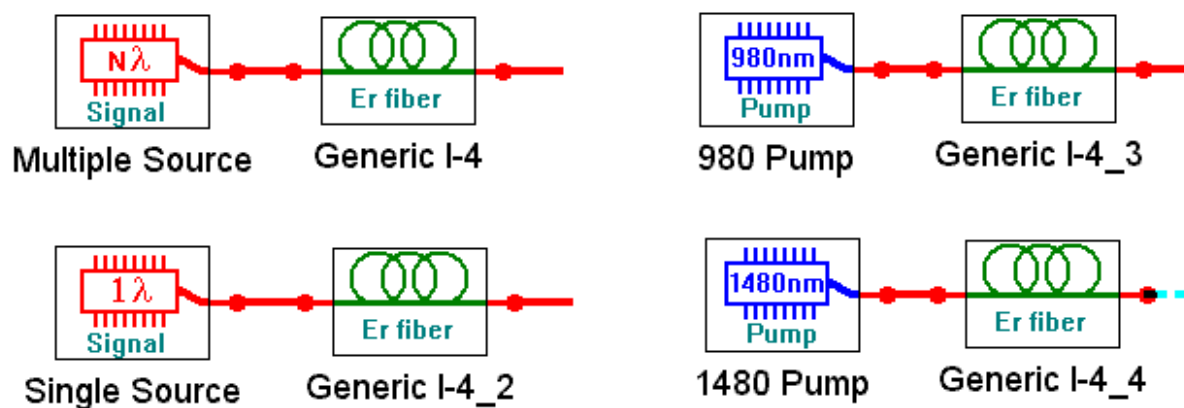 Nλ
Signal
Er fiber
Multiple Source
Generic I-4
980nm
Pump
Er fiber
980 Pump
Generic I-4_3
1λ
Signal
Er fiber
Single Source
Generic I-4_2
1480nm
Pump
Er fiber
1480 Pump
Generic I-4_4